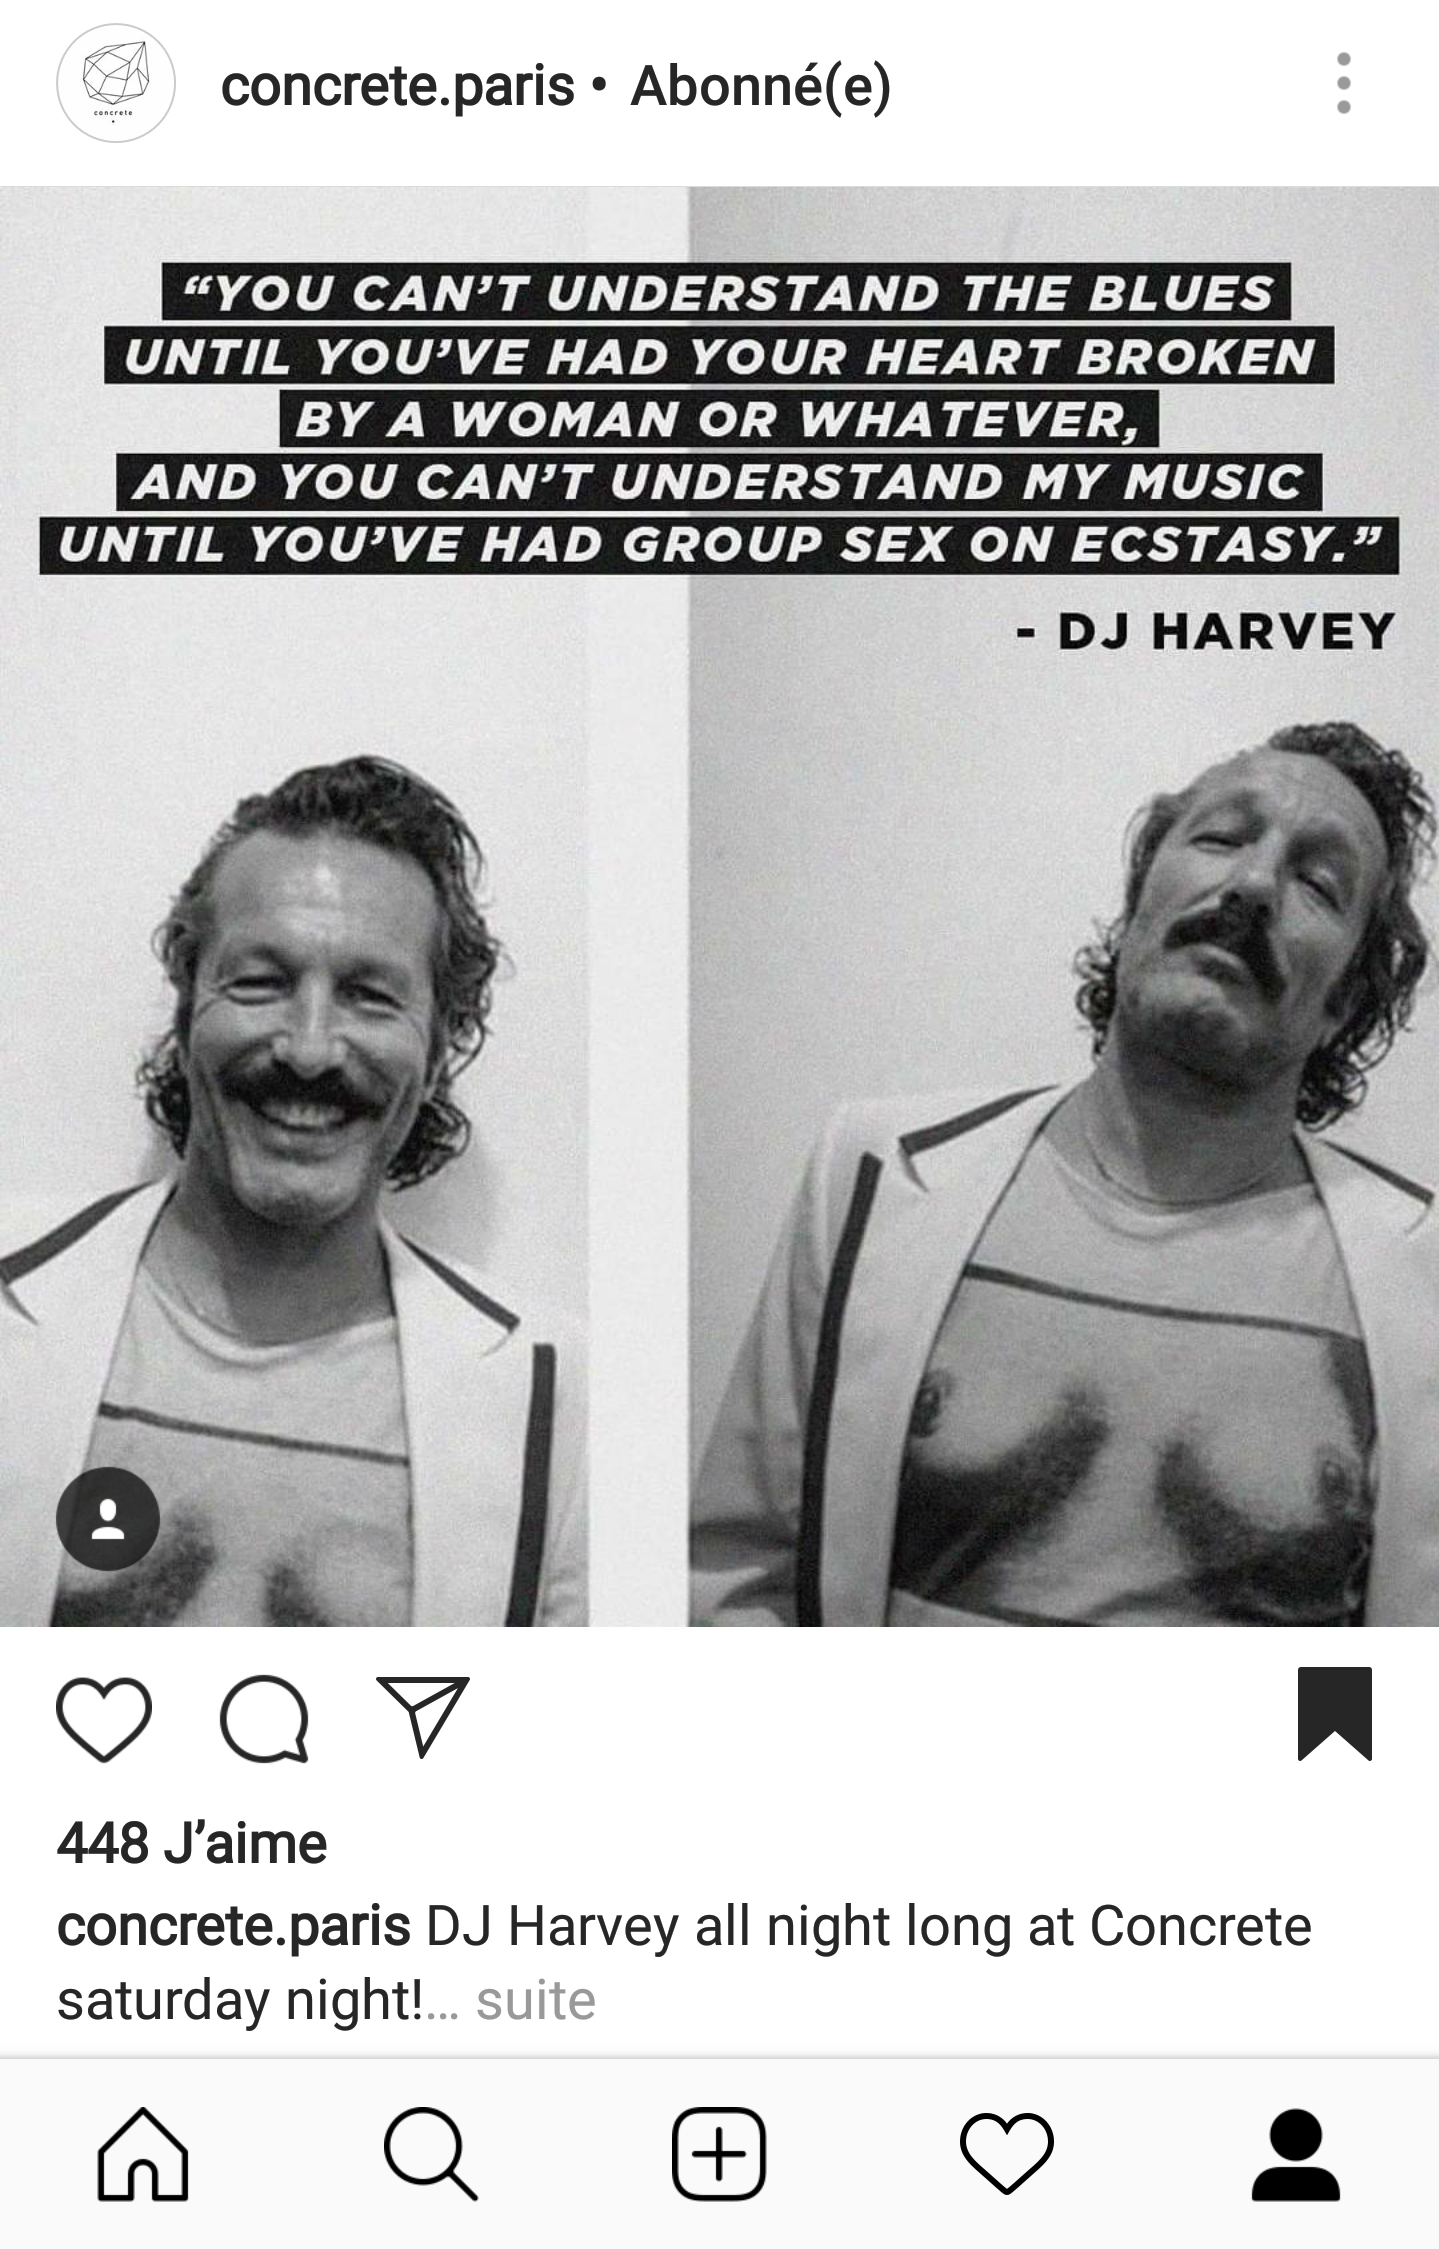 concrete
concrete.paris • Abonné(e)
“YOU CAN’T UNDERSTAND THE BLUES
UNTIL YOU’VE HAD YOUR HEART BROKEN
BY A WOMAN OR WHATEVER,
AND YOU CAN’T UNDERSTAND MY MUSIC
UNTIL YOU’VE HAD GROUP SEX ON ECSTASY.”
- DJ HARVEY
448 J’aime
concrete.paris DJ Harvey all night long at Concrete
saturday night!... suite